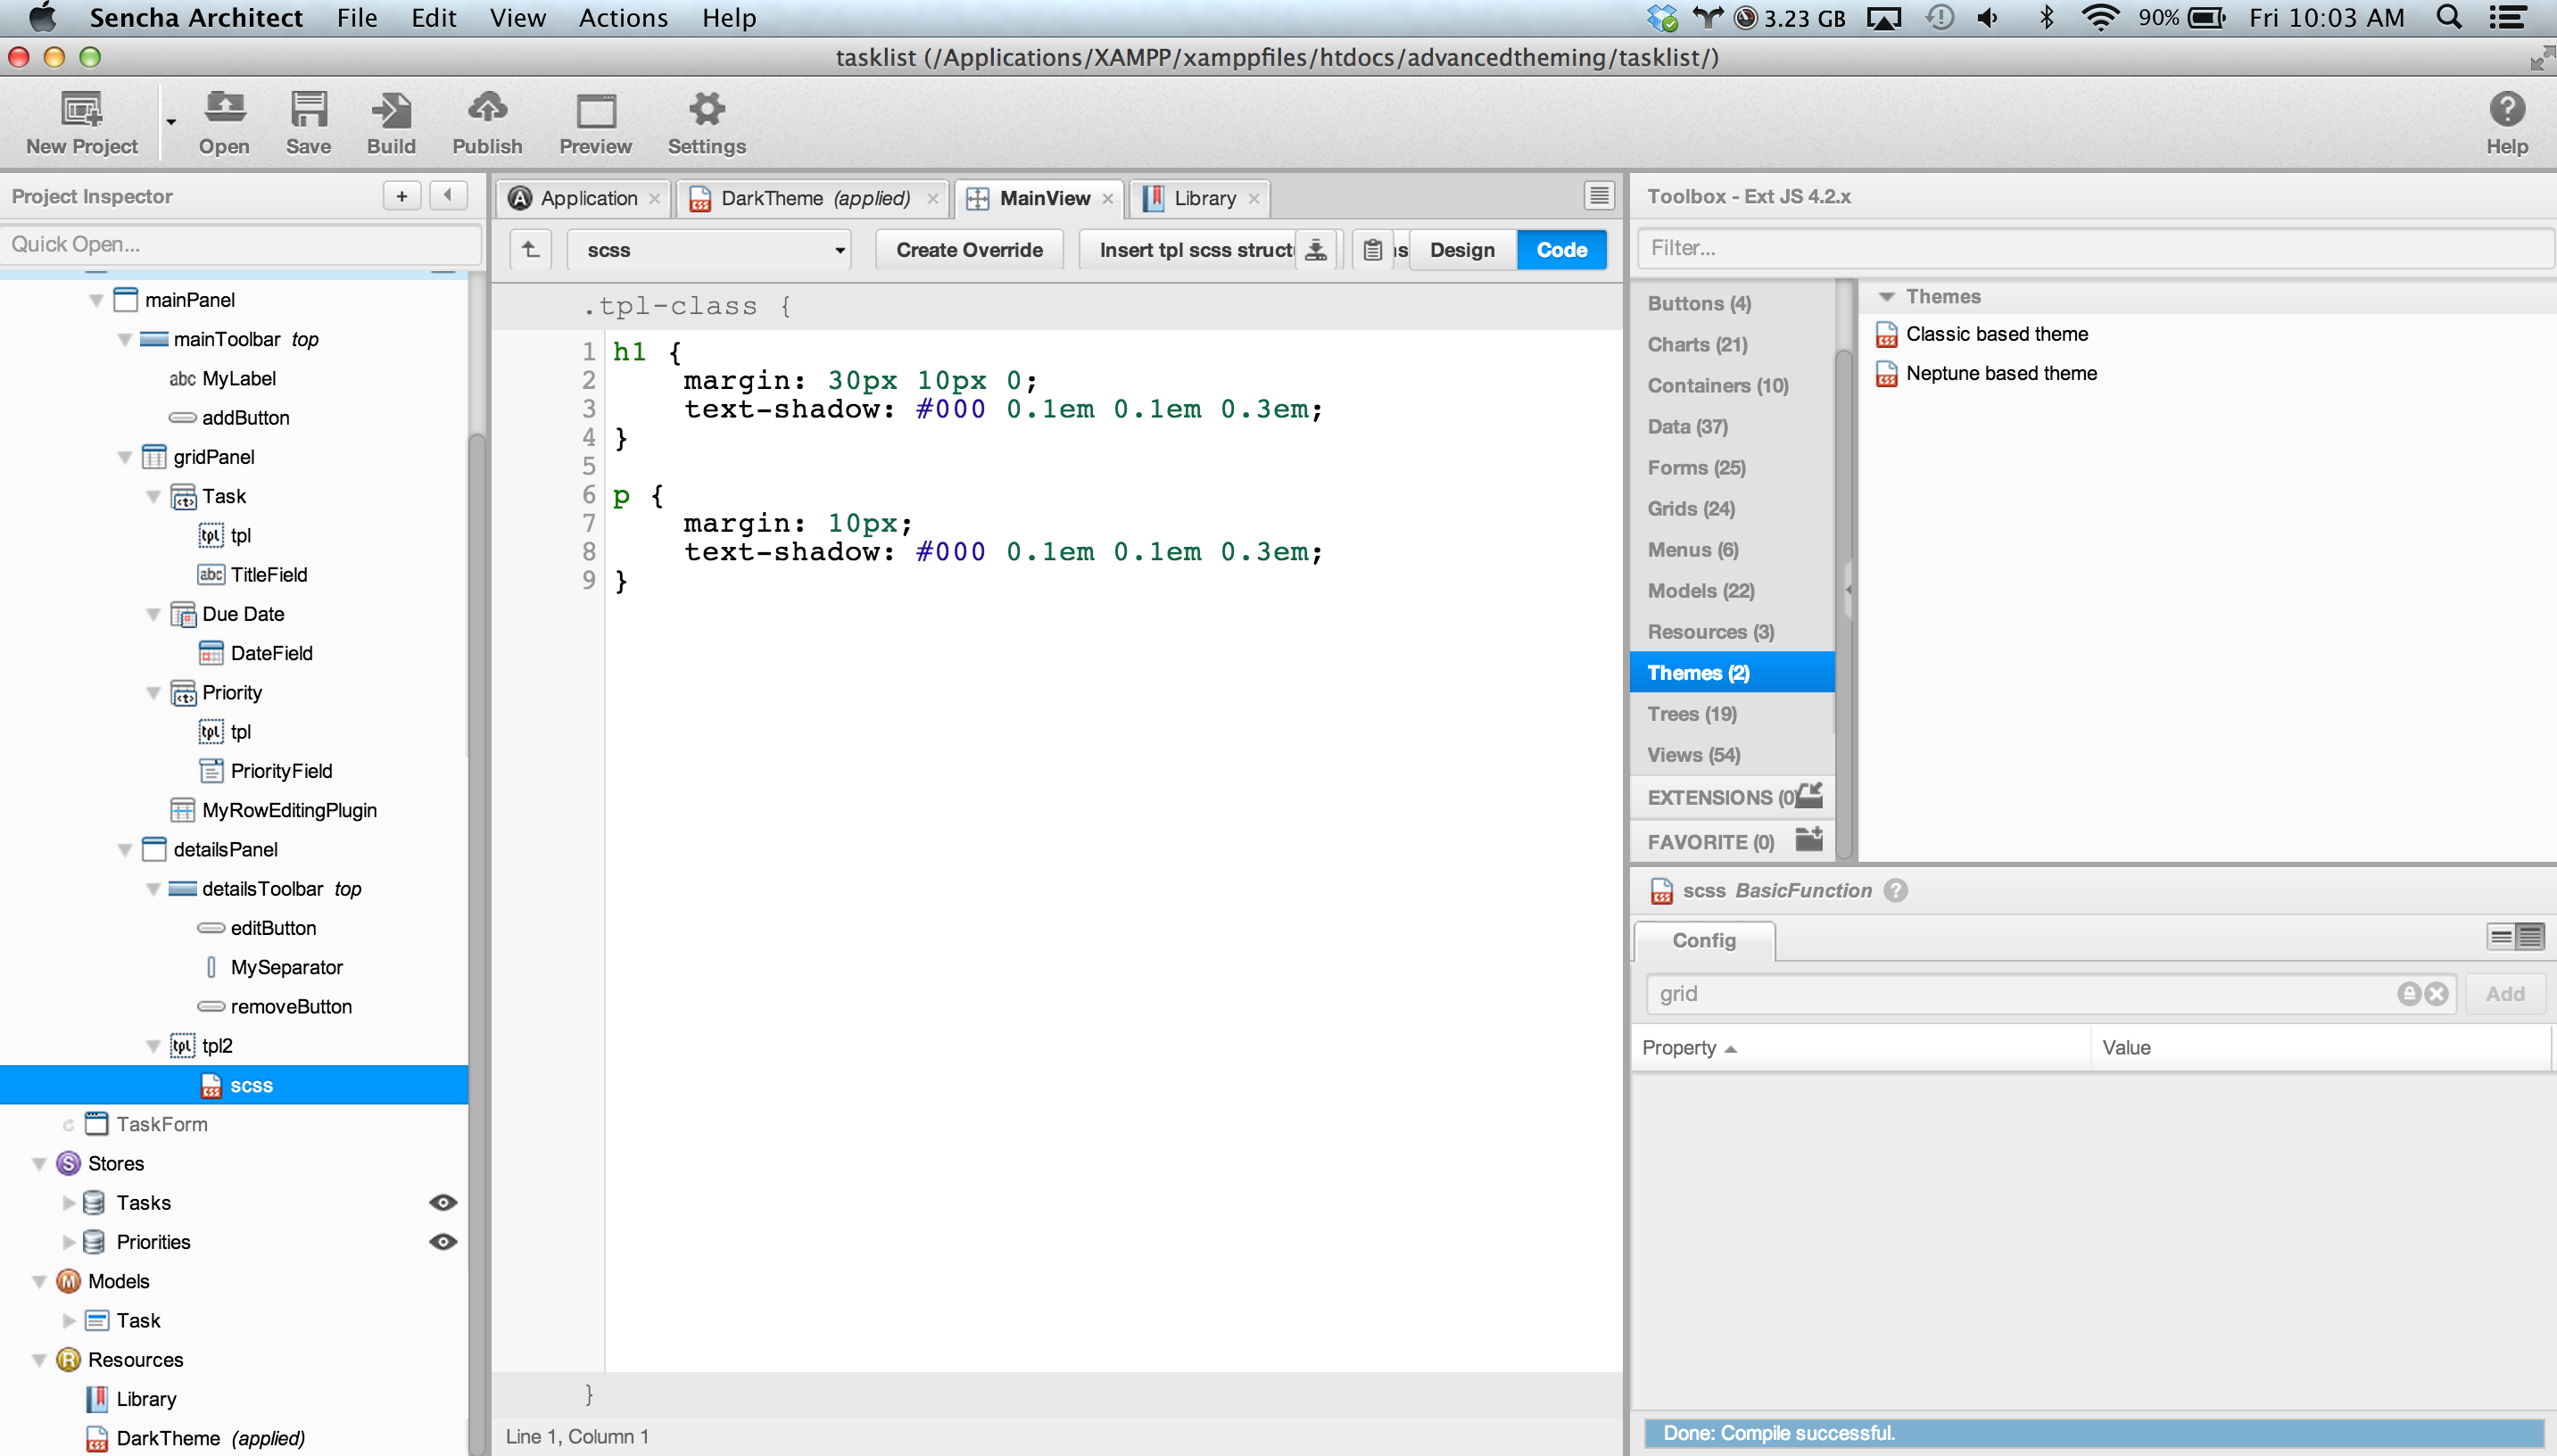 Sencha Architect File Edit View Actions Help 3.23 GB 90% Fri 10:03 AM
tasklist (/Applications/XAMPP/xamppfiles/htdocs/advancedtheming/tasklist/)
New Project Open Save Build Publish Preview Settings Help
Project Inspector
Quick Open...
mainPanel
mainToolbar top
abc MyLabel
addButton
gridPanel
Task
tpl tpl
abc TitleField
Due Date
DateField
Priority
tpl tpl
PriorityField
MyRowEditingPlugin
detailsPanel
detailsToolbar top
editButton
MySeparator
removeButton
tpl tpl2
css scss
TaskForm
S Stores
Tasks
Priorities
M Models
Task
R Resources
Library
css DarkTheme (applied)
Application DarkTheme (applied) MainView Library
scss Create Override Insert tpl scss struct Design Code
.tpl-class {
1 h1 {
2 margin: 30px 10px 0;
3 text-shadow: #000 0.1em 0.1em 0.3em;
4 }
5
6 p {
7 margin: 10px;
8 text-shadow: #000 0.1em 0.1em 0.3em;
9 }
}
Line 1, Column 1
Toolbox - Ext JS 4.2.x
Filter...
Buttons (4)
Charts (21)
Containers (10)
Data (37)
Forms (25)
Grids (24)
Menus (6)
Models (22)
Resources (3)
Themes (2)
Trees (19)
Views (54)
EXTENSIONS (0)
FAVORITE (0)
Themes
Classic based theme
Neptune based theme
scss BasicFunction ?
Config
grid Add
Property Value
Done: Compile successful.